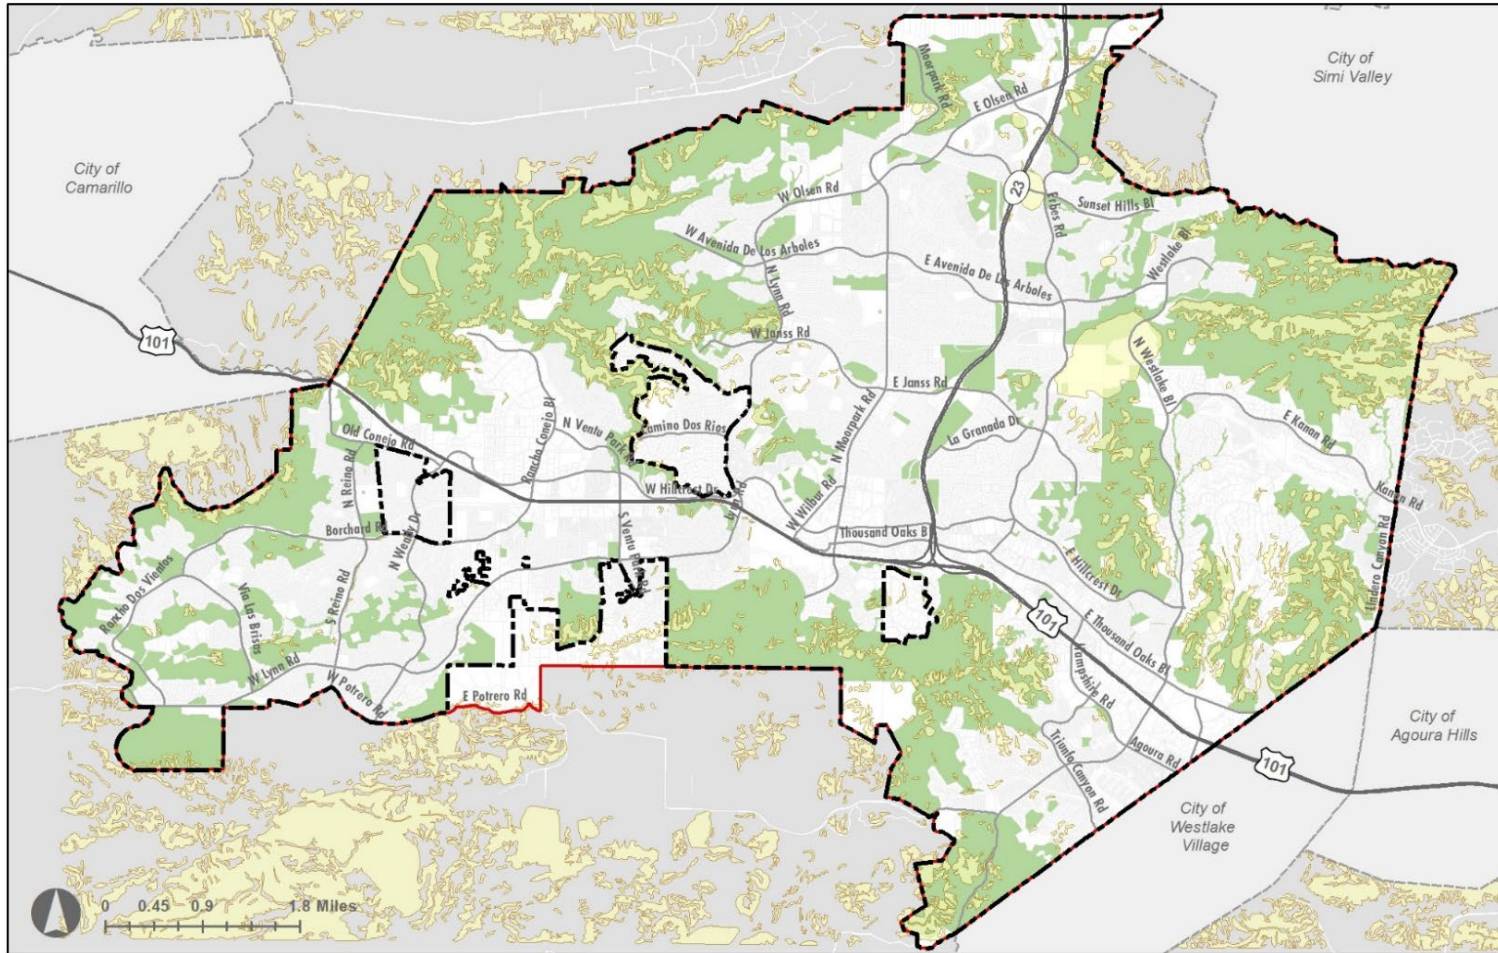 City of
Simi Valley
Moorpark Rd
E Olsen Rd
City of
Camarillo
23
W Olsen Rd
Erbes Rd
Sunset Hills Bl
W Avenida De Los Arboles
Westlake Bl
E Avenida De Los Arboles
N Lynn Rd
101
W Janss Rd
N Westlake Bl
E Janss Rd
Rancho Conejo Bl
N Moorpark Rd
E Kanan Rd
Old Conejo Rd
N Ventu Park Rd
Camino Dos Rios
La Granada Dr
N Reino Rd
W Hillcrest Dr
Lynn Rd
W Wilbur Rd
Kanan Rd
Borchard Rd
N Wendy Dr
S Ventu Park Rd
Thousand Oaks B
Lindero Canyon Rd
Rancho Dos Vientos
Via Las Brisas
S Reino Rd
E Hillcrest Dr
101
E Thousand Oaks Bl
W Lynn Rd
W Potrero Rd
E Potrero Rd
Hampshire Rd
Triunfo Canyon Rd
Agoura Rd
City of
Agoura Hills
101
City of
Westlake
Village
0 0.45 0.9 1.8 Miles